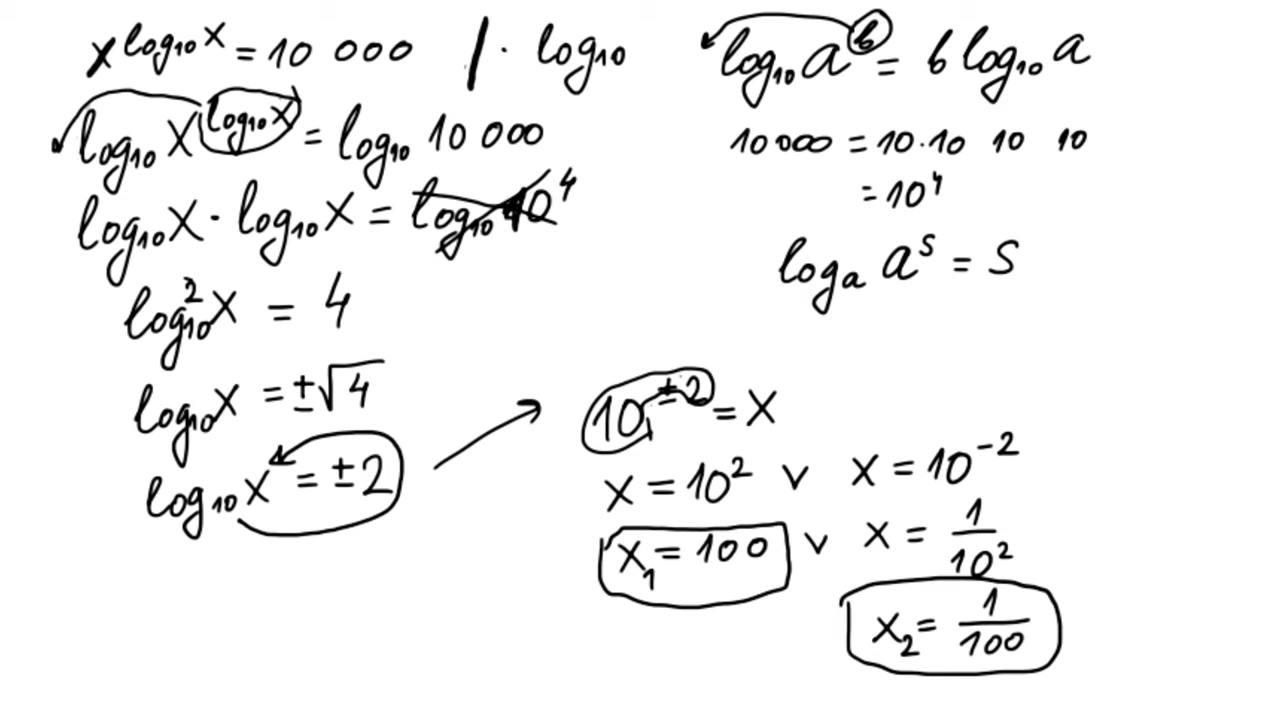 x^{log₁₀ x} = 10 000 | · log₁₀
log₁₀ x^{log₁₀ x} = log₁₀ 10 000
log₁₀ x · log₁₀ x = log₁₀ 10⁴
log²₁₀ x = 4
log₁₀ x = ±√4
log₁₀ x = ±2
log₁₀ a^b = b log₁₀ a
10 000 = 10 · 10 10 10
= 10⁴
logₐ a^s = s
10^{±2} = x
x = 10² v x = 10⁻²
x₁ = 100 v x = 1/10²
x₂ = 1/100